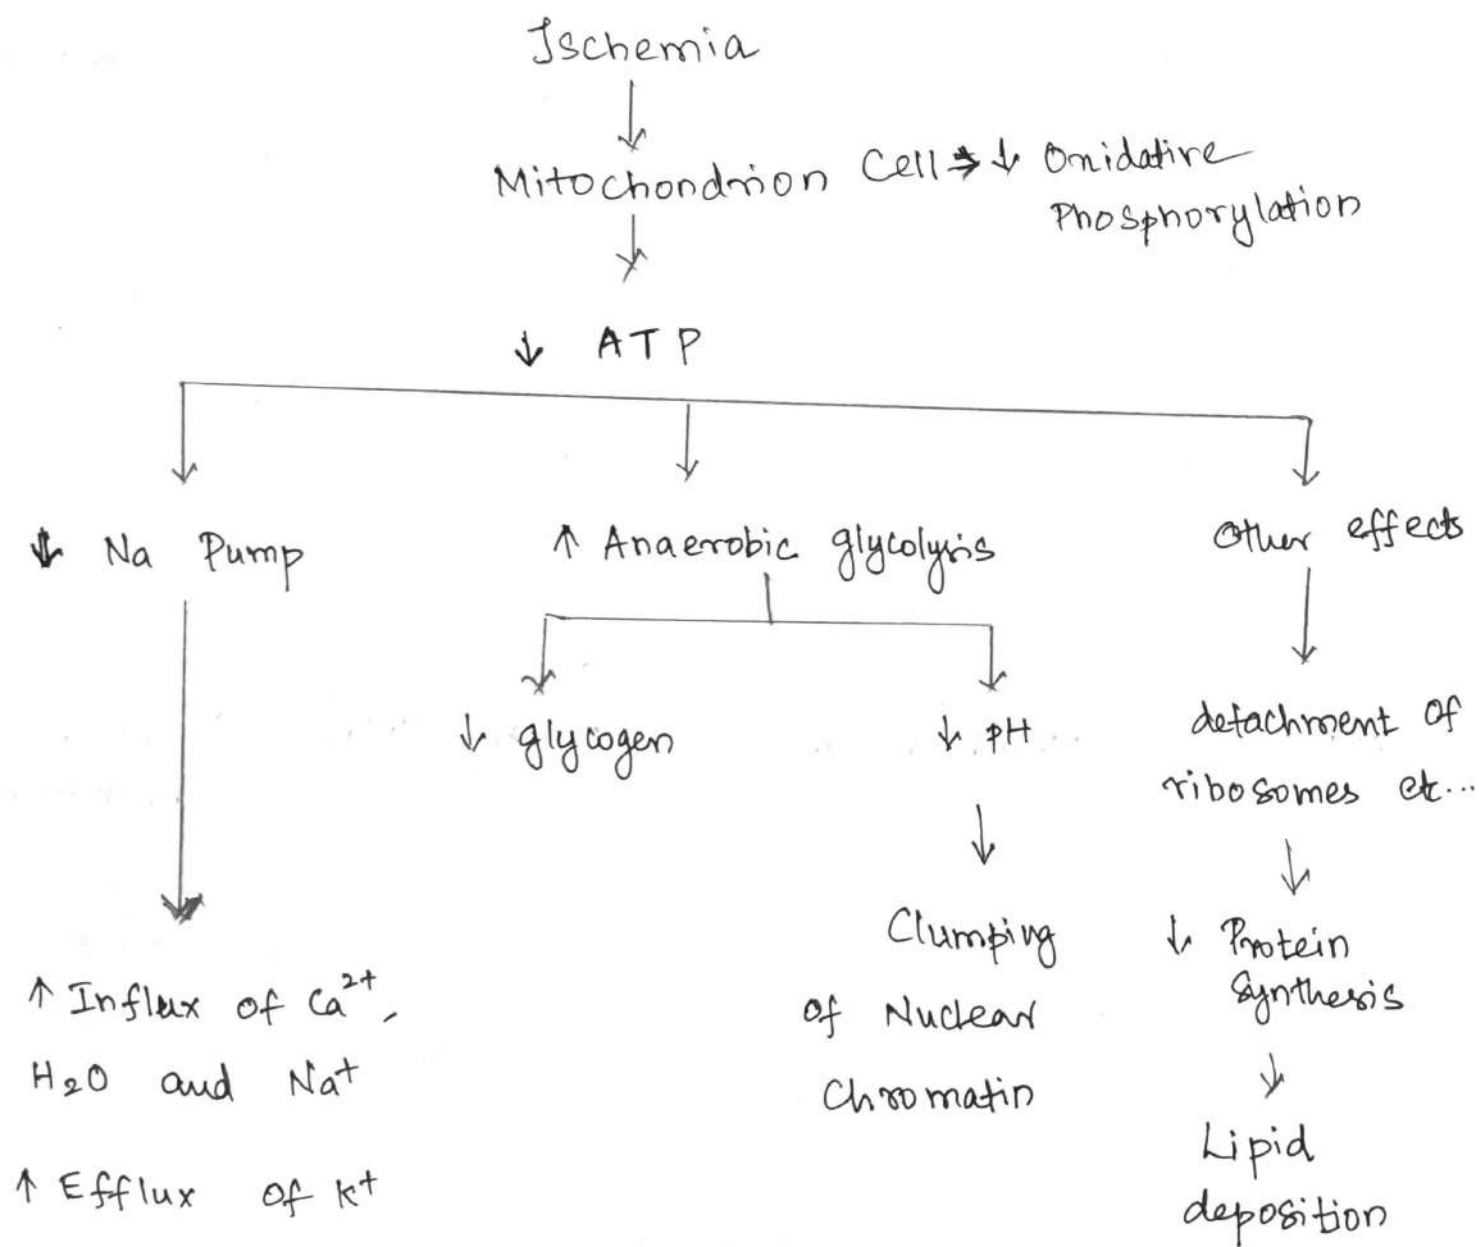 Ischemia
↓
Mitochondrion Cell → ↓ Oxidative
Phosphorylation
↓
↓ ATP
↓ Na Pump
↑ Anaerobic glycolysis
Other effects
↓ glycogen
↓ pH
detachment of
ribosomes etc...
Clumping
of Nuclear
Chromatin
↓ Protein
Synthesis
Lipid
deposition
↑ Influx of Ca²⁺,
H₂O and Na⁺
↑ Efflux of K⁺